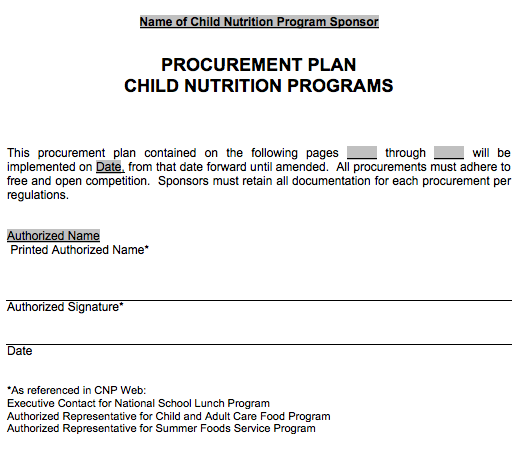 Name of Child Nutrition Program Sponsor
PROCUREMENT PLAN
CHILD NUTRITION PROGRAMS
This procurement plan contained on the following pages ____ through ____ will be
implemented on Date, from that date forward until amended. All procurements must adhere to
free and open competition. Sponsors must retain all documentation for each procurement per
regulations.
Authorized Name
Printed Authorized Name*
Authorized Signature*
Date
*As referenced in CNP Web:
Executive Contact for National School Lunch Program
Authorized Representative for Child and Adult Care Food Program
Authorized Representative for Summer Foods Service Program